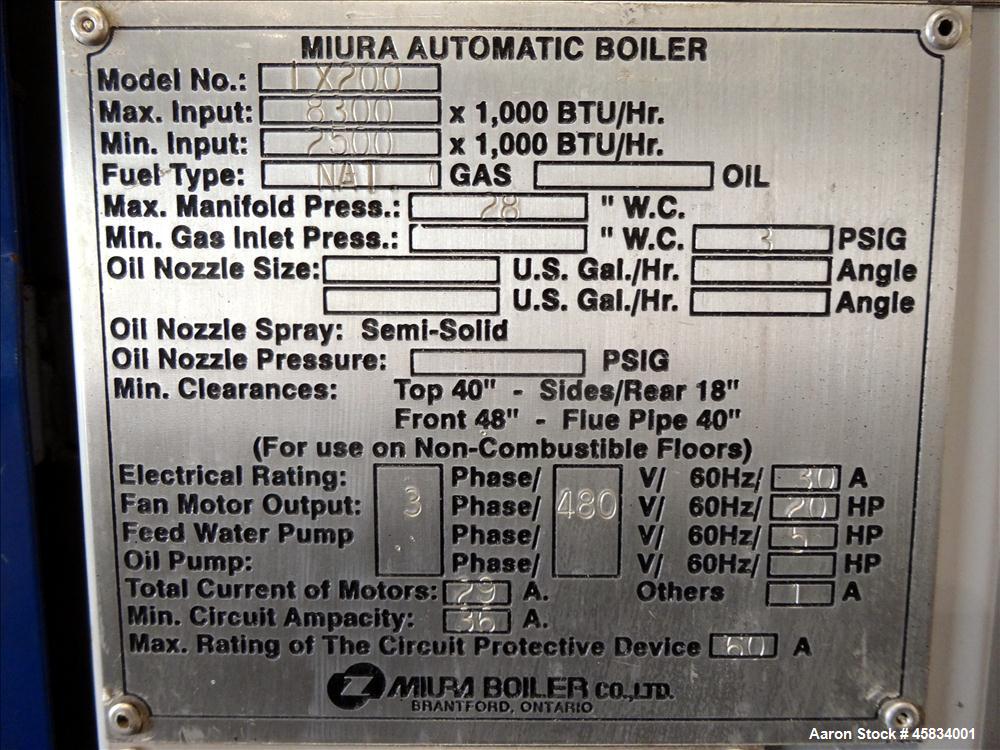 MIURA AUTOMATIC BOILER
Model No.: LX200
Max. Input: 8300 x 1,000 BTU/Hr.
Min. Input: 2500 x 1,000 BTU/Hr.
Fuel Type: NAT. GAS OIL
Max. Manifold Press.: 28 " W.C.
Min. Gas Inlet Press.: " W.C. 3 PSIG
Oil Nozzle Size: U.S. Gal./Hr. Angle
U.S. Gal./Hr. Angle
Oil Nozzle Spray: Semi-Solid
Oil Nozzle Pressure: PSIG
Min. Clearances: Top 40" - Sides/Rear 18"
Front 48" - Flue Pipe 40"
(For use on Non-Combustible Floors)
Electrical Rating: Phase/ V/ 60Hz/ 30 A
Fan Motor Output: 3 Phase/ 480 V/ 60Hz/ 20 HP
Feed Water Pump Phase/ V/ 60Hz/ 5 HP
Oil Pump: Phase/ V/ 60Hz/ HP
Total Current of Motors: 29 A. Others 1 A
Min. Circuit Ampacity: 36 A.
Max. Rating of The Circuit Protective Device 60 A
MIURA BOILER CO.,LTD.
BRANTFORD, ONTARIO
Aaron Stock # 45834001